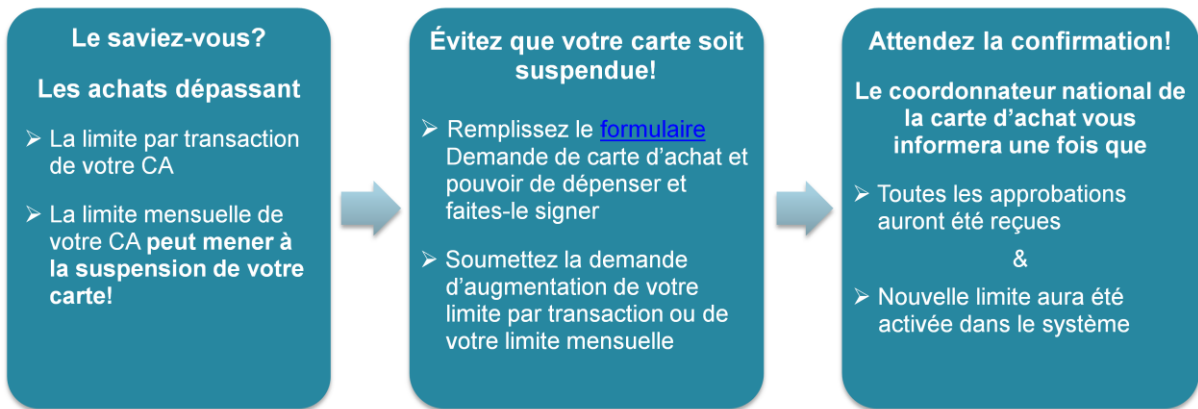 Le saviez-vous?
Les achats dépassant
➢ La limite par transaction
de votre CA
➢ La limite mensuelle de
votre CA peut mener à
la suspension de votre
carte!
Évitez que votre carte soit
suspendue!
➢ Remplissez le formulaire
Demande de carte d'achat et
pouvoir de dépenser et
faites-le signer
➢ Soumettez la demande
d'augmentation de votre
limite par transaction ou de
votre limite mensuelle
Attendez la confirmation!
Le coordonnateur national de
la carte d'achat vous
informera une fois que
➢ Toutes les approbations
auront été reçues
&
➢ Nouvelle limite aura été
activée dans le système